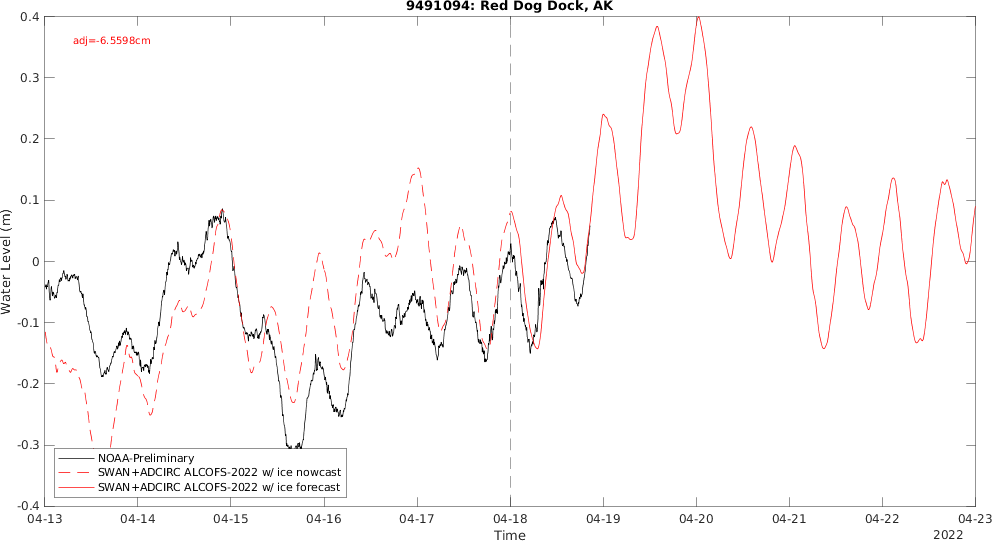 9491094: Red Dog Dock, AK
adj=-6.5598cm
0.4
0.3
0.2
0.1
0
-0.1
-0.2
-0.3
-0.4
Water Level (m)
NOAA-Preliminary
SWAN+ADCIRC ALCOFS-2022 w/ ice nowcast
SWAN+ADCIRC ALCOFS-2022 w/ ice forecast
04-13 04-14 04-15 04-16 04-17 04-18 04-19 04-20 04-21 04-22 04-23
Time
2022